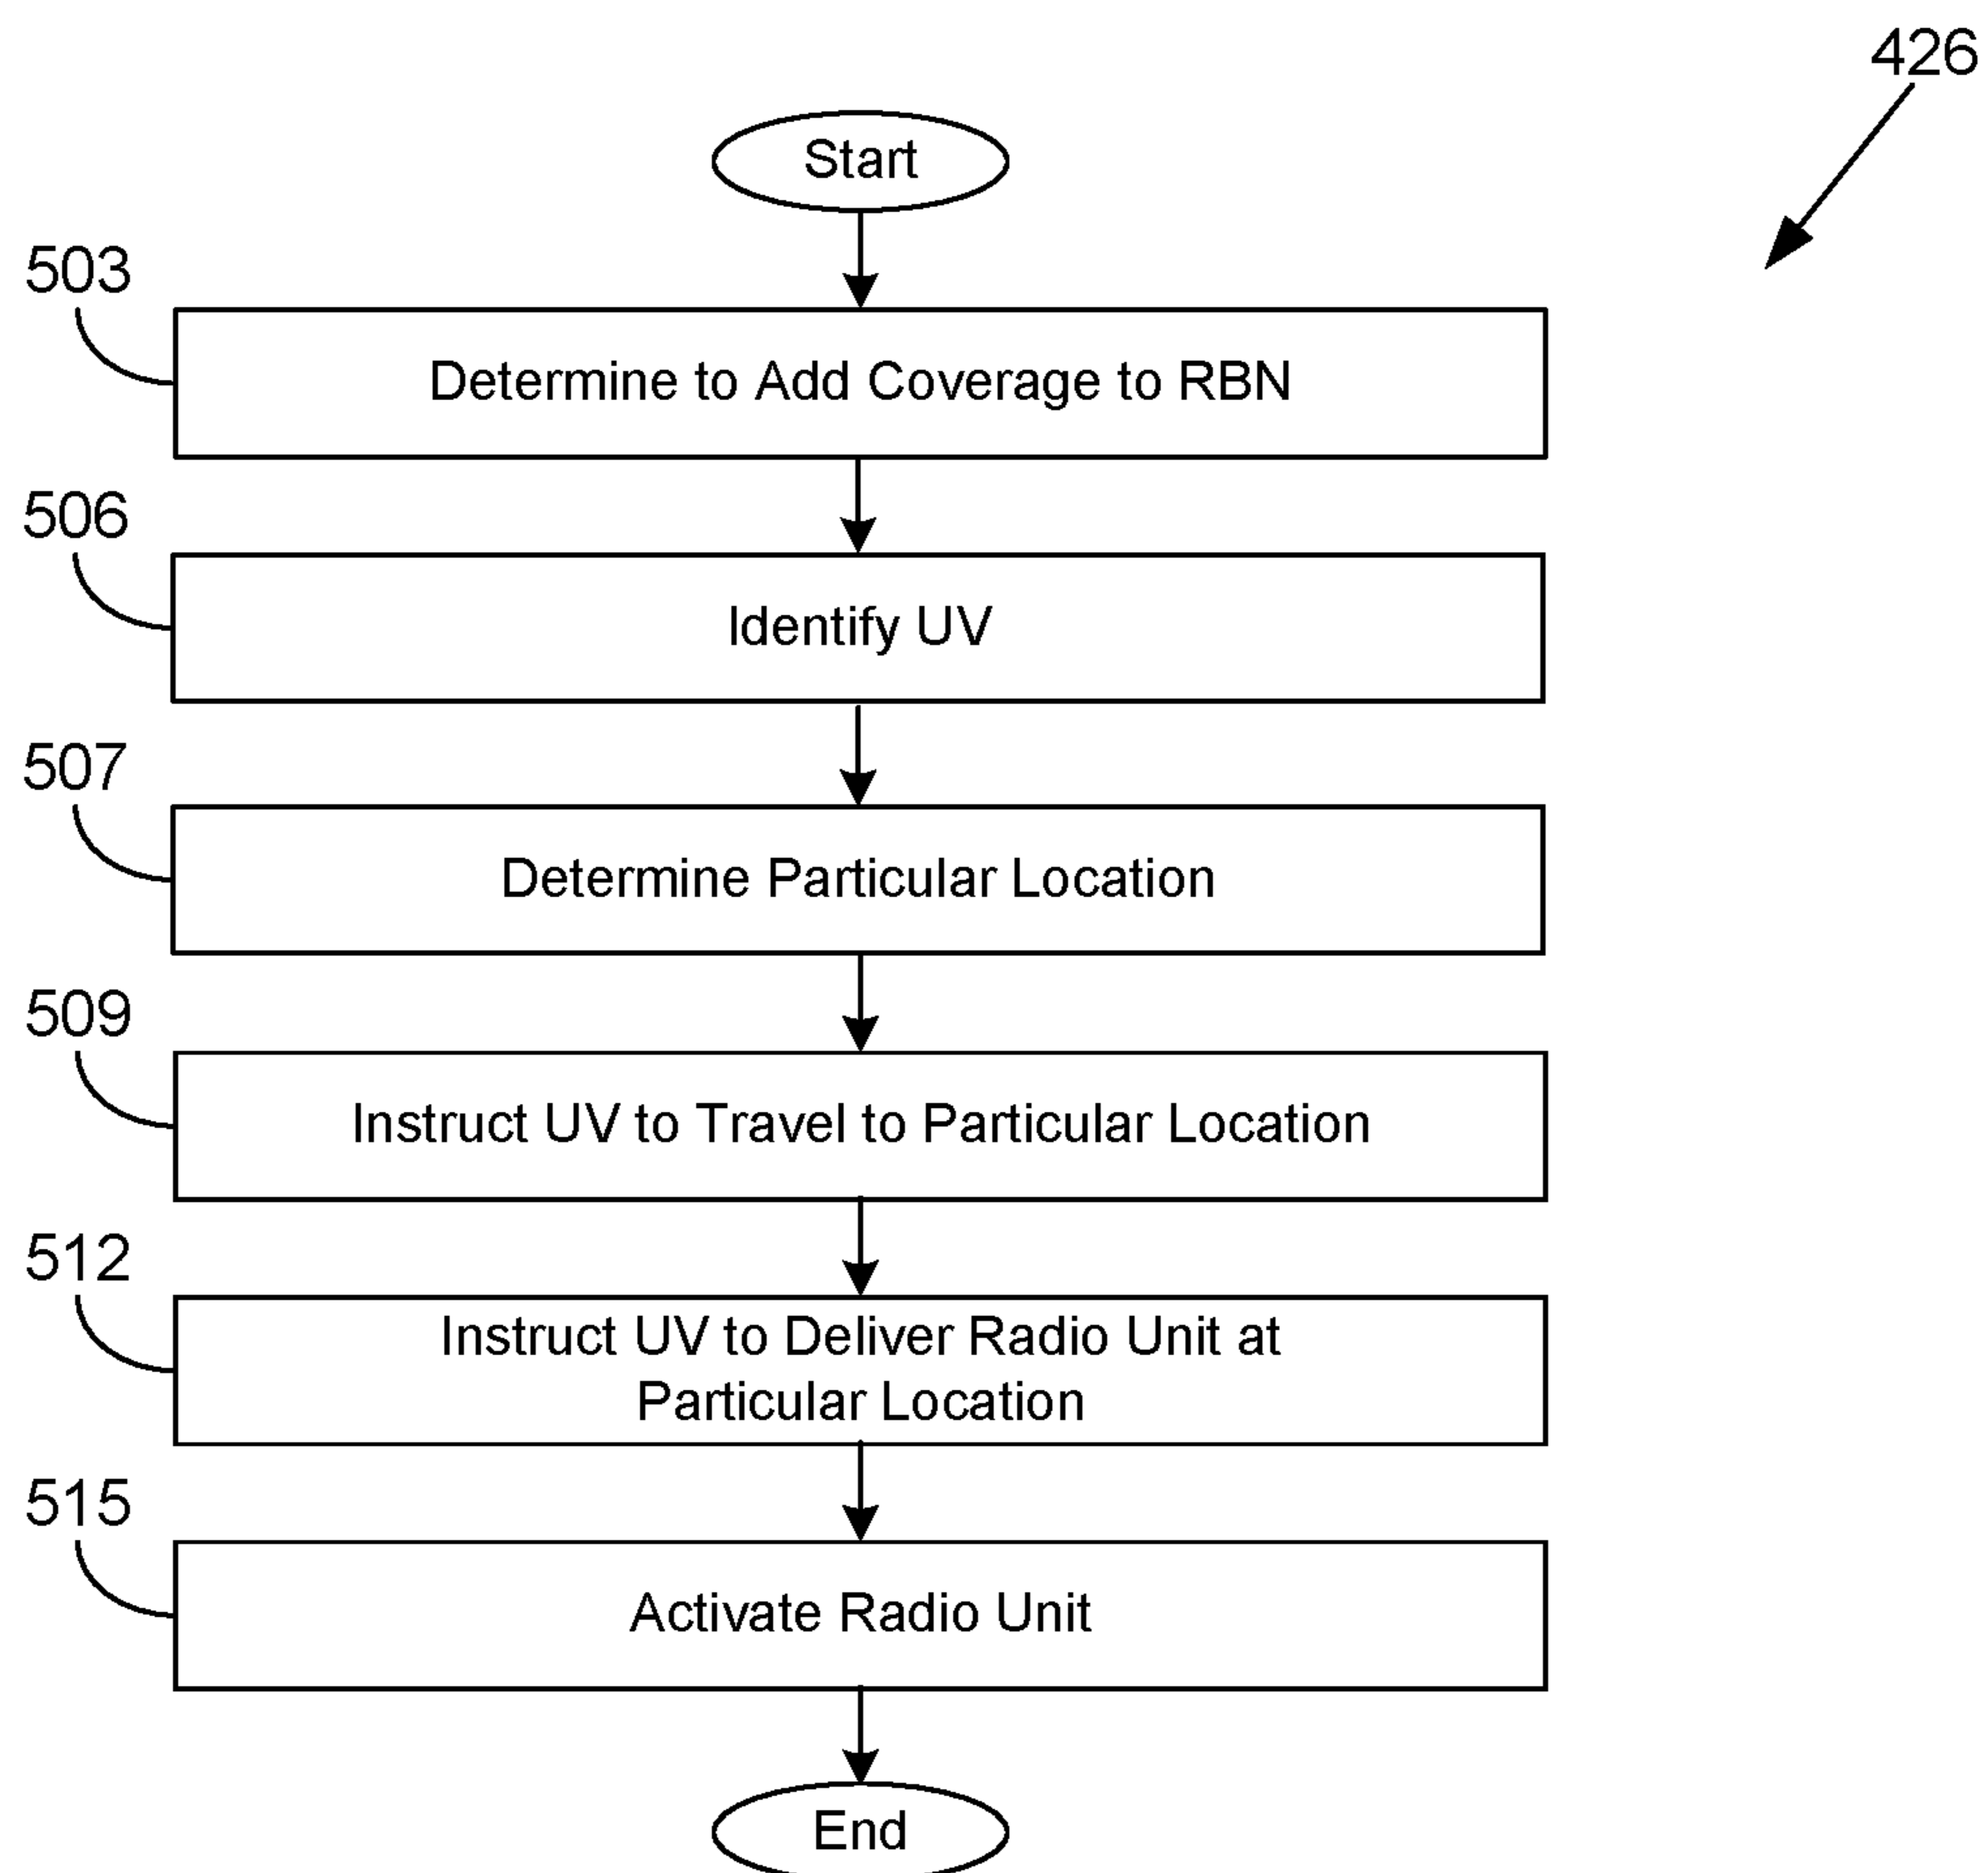 426
Start
503
Determine to Add Coverage to RBN
506
Identify UV
507
Determine Particular Location
509
Instruct UV to Travel to Particular Location
512
Instruct UV to Deliver Radio Unit at
Particular Location
515
Activate Radio Unit
End